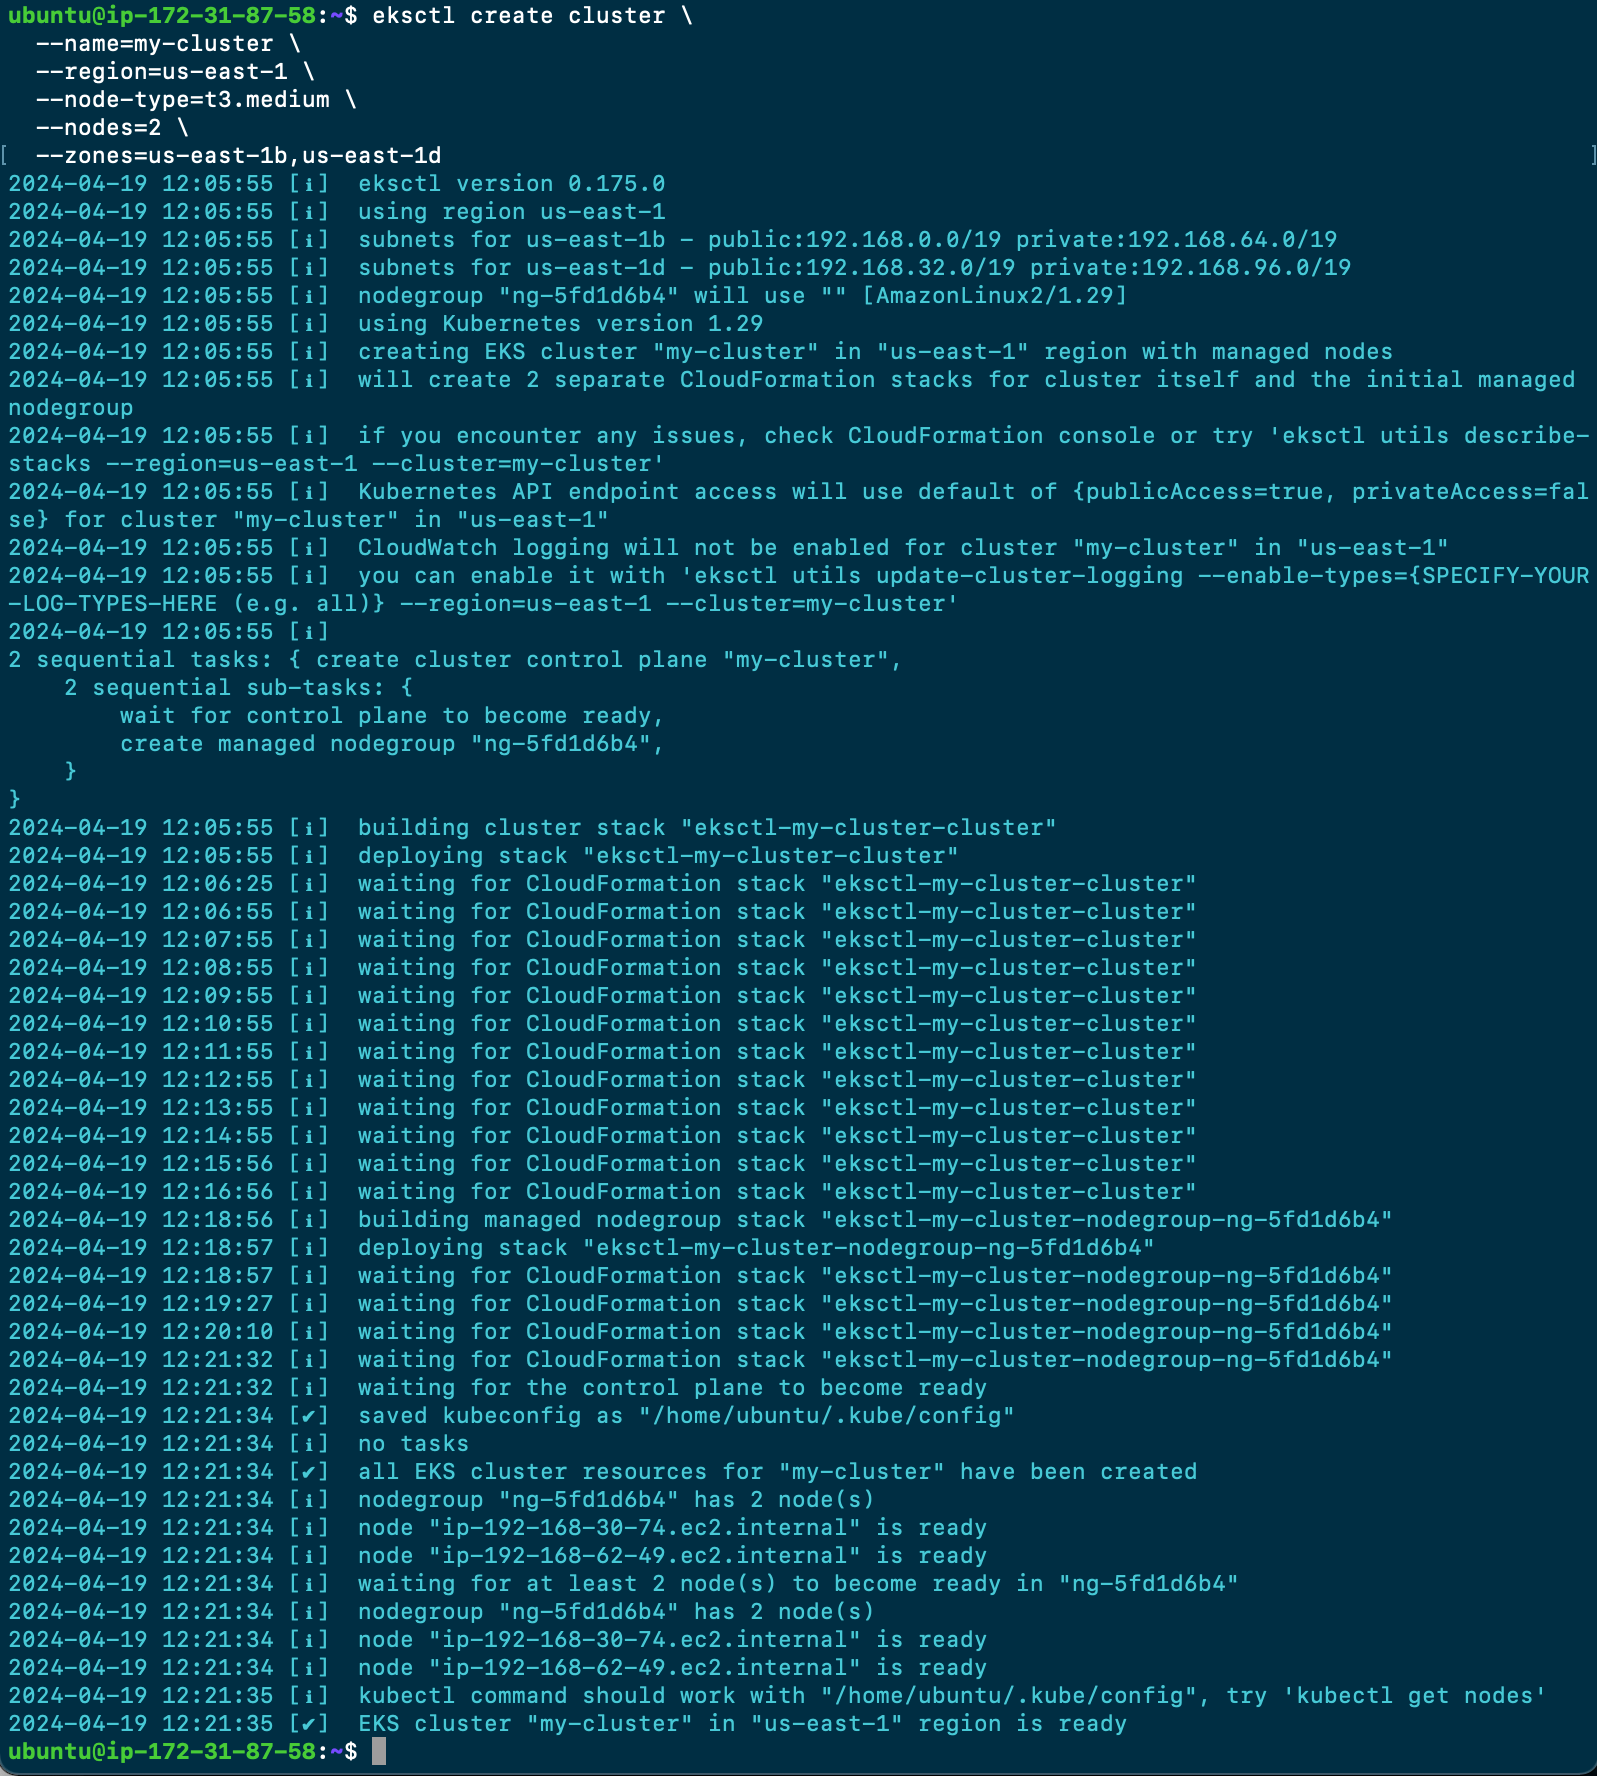 ubuntu@ip-172-31-87-58:~$ eksctl create cluster \
  --name=my-cluster \
  --region=us-east-1 \
  --node-type=t3.medium \
  --nodes=2 \
[  --zones=us-east-1b,us-east-1d ]
2024-04-19 12:05:55 [ℹ]  eksctl version 0.175.0
2024-04-19 12:05:55 [ℹ]  using region us-east-1
2024-04-19 12:05:55 [ℹ]  subnets for us-east-1b - public:192.168.0.0/19 private:192.168.64.0/19
2024-04-19 12:05:55 [ℹ]  subnets for us-east-1d - public:192.168.32.0/19 private:192.168.96.0/19
2024-04-19 12:05:55 [ℹ]  nodegroup "ng-5fd1d6b4" will use "" [AmazonLinux2/1.29]
2024-04-19 12:05:55 [ℹ]  using Kubernetes version 1.29
2024-04-19 12:05:55 [ℹ]  creating EKS cluster "my-cluster" in "us-east-1" region with managed nodes
2024-04-19 12:05:55 [ℹ]  will create 2 separate CloudFormation stacks for cluster itself and the initial managed
nodegroup
2024-04-19 12:05:55 [ℹ]  if you encounter any issues, check CloudFormation console or try 'eksctl utils describe-
stacks --region=us-east-1 --cluster=my-cluster'
2024-04-19 12:05:55 [ℹ]  Kubernetes API endpoint access will use default of {publicAccess=true, privateAccess=fal
se} for cluster "my-cluster" in "us-east-1"
2024-04-19 12:05:55 [ℹ]  CloudWatch logging will not be enabled for cluster "my-cluster" in "us-east-1"
2024-04-19 12:05:55 [ℹ]  you can enable it with 'eksctl utils update-cluster-logging --enable-types={SPECIFY-YOUR
-LOG-TYPES-HERE (e.g. all)} --region=us-east-1 --cluster=my-cluster'
2024-04-19 12:05:55 [ℹ]
2 sequential tasks: { create cluster control plane "my-cluster",
    2 sequential sub-tasks: {
        wait for control plane to become ready,
        create managed nodegroup "ng-5fd1d6b4",
    }
}
2024-04-19 12:05:55 [ℹ]  building cluster stack "eksctl-my-cluster-cluster"
2024-04-19 12:05:55 [ℹ]  deploying stack "eksctl-my-cluster-cluster"
2024-04-19 12:06:25 [ℹ]  waiting for CloudFormation stack "eksctl-my-cluster-cluster"
2024-04-19 12:06:55 [ℹ]  waiting for CloudFormation stack "eksctl-my-cluster-cluster"
2024-04-19 12:07:55 [ℹ]  waiting for CloudFormation stack "eksctl-my-cluster-cluster"
2024-04-19 12:08:55 [ℹ]  waiting for CloudFormation stack "eksctl-my-cluster-cluster"
2024-04-19 12:09:55 [ℹ]  waiting for CloudFormation stack "eksctl-my-cluster-cluster"
2024-04-19 12:10:55 [ℹ]  waiting for CloudFormation stack "eksctl-my-cluster-cluster"
2024-04-19 12:11:55 [ℹ]  waiting for CloudFormation stack "eksctl-my-cluster-cluster"
2024-04-19 12:12:55 [ℹ]  waiting for CloudFormation stack "eksctl-my-cluster-cluster"
2024-04-19 12:13:55 [ℹ]  waiting for CloudFormation stack "eksctl-my-cluster-cluster"
2024-04-19 12:14:55 [ℹ]  waiting for CloudFormation stack "eksctl-my-cluster-cluster"
2024-04-19 12:15:56 [ℹ]  waiting for CloudFormation stack "eksctl-my-cluster-cluster"
2024-04-19 12:16:56 [ℹ]  waiting for CloudFormation stack "eksctl-my-cluster-cluster"
2024-04-19 12:18:56 [ℹ]  building managed nodegroup stack "eksctl-my-cluster-nodegroup-ng-5fd1d6b4"
2024-04-19 12:18:57 [ℹ]  deploying stack "eksctl-my-cluster-nodegroup-ng-5fd1d6b4"
2024-04-19 12:18:57 [ℹ]  waiting for CloudFormation stack "eksctl-my-cluster-nodegroup-ng-5fd1d6b4"
2024-04-19 12:19:27 [ℹ]  waiting for CloudFormation stack "eksctl-my-cluster-nodegroup-ng-5fd1d6b4"
2024-04-19 12:20:10 [ℹ]  waiting for CloudFormation stack "eksctl-my-cluster-nodegroup-ng-5fd1d6b4"
2024-04-19 12:21:32 [ℹ]  waiting for CloudFormation stack "eksctl-my-cluster-nodegroup-ng-5fd1d6b4"
2024-04-19 12:21:32 [ℹ]  waiting for the control plane to become ready
2024-04-19 12:21:34 [✔]  saved kubeconfig as "/home/ubuntu/.kube/config"
2024-04-19 12:21:34 [ℹ]  no tasks
2024-04-19 12:21:34 [✔]  all EKS cluster resources for "my-cluster" have been created
2024-04-19 12:21:34 [ℹ]  nodegroup "ng-5fd1d6b4" has 2 node(s)
2024-04-19 12:21:34 [ℹ]  node "ip-192-168-30-74.ec2.internal" is ready
2024-04-19 12:21:34 [ℹ]  node "ip-192-168-62-49.ec2.internal" is ready
2024-04-19 12:21:34 [ℹ]  waiting for at least 2 node(s) to become ready in "ng-5fd1d6b4"
2024-04-19 12:21:34 [ℹ]  nodegroup "ng-5fd1d6b4" has 2 node(s)
2024-04-19 12:21:34 [ℹ]  node "ip-192-168-30-74.ec2.internal" is ready
2024-04-19 12:21:34 [ℹ]  node "ip-192-168-62-49.ec2.internal" is ready
2024-04-19 12:21:35 [ℹ]  kubectl command should work with "/home/ubuntu/.kube/config", try 'kubectl get nodes'
2024-04-19 12:21:35 [✔]  EKS cluster "my-cluster" in "us-east-1" region is ready
ubuntu@ip-172-31-87-58:~$